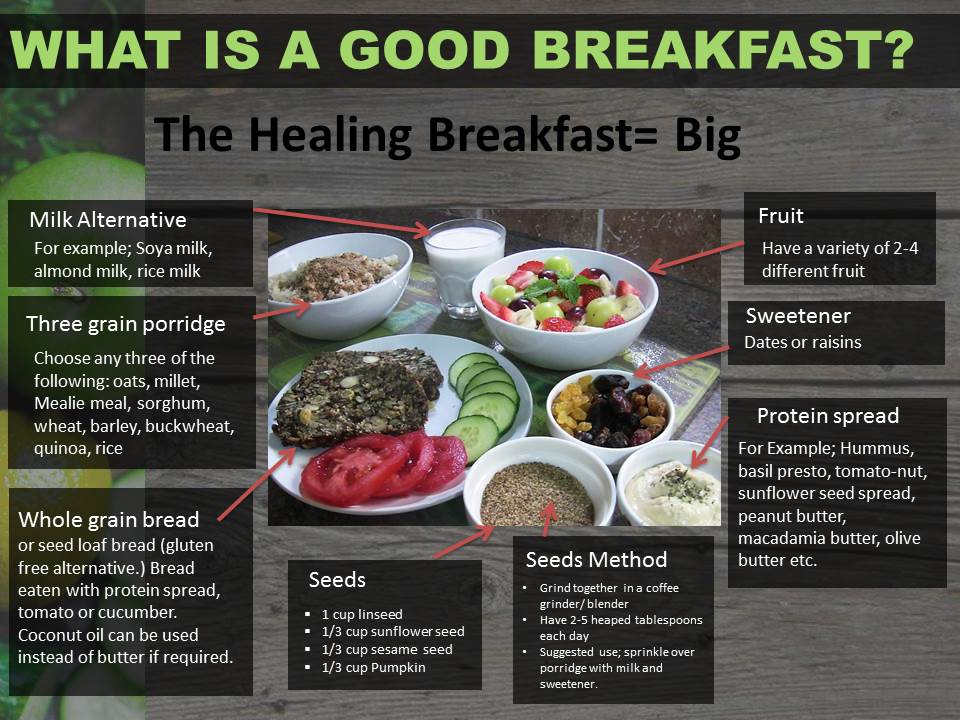 WHAT IS A GOOD BREAKFAST?
The Healing Breakfast= Big
Milk Alternative
For example; Soya milk,
almond milk, rice milk
Three grain porridge
Choose any three of the
following: oats, millet,
Mealie meal, sorghum,
wheat, barley, buckwheat,
quinoa, rice
Whole grain bread
or seed loaf bread (gluten
free alternative.) Bread
eaten with protein spread,
tomato or cucumber.
Coconut oil can be used
instead of butter if required.
Seeds
▪ 1 cup linseed
▪ 1/3 cup sunflower seed
▪ 1/3 cup sesame seed
▪ 1/3 cup Pumpkin
Seeds Method
• Grind together in a coffee
grinder/ blender
• Have 2-5 heaped tablespoons
each day
• Suggested use; sprinkle over
porridge with milk and
sweetener.
Fruit
Have a variety of 2-4
different fruit
Sweetener
Dates or raisins
Protein spread
For Example; Hummus,
basil presto, tomato-nut,
sunflower seed spread,
peanut butter,
macadamia butter, olive
butter etc.